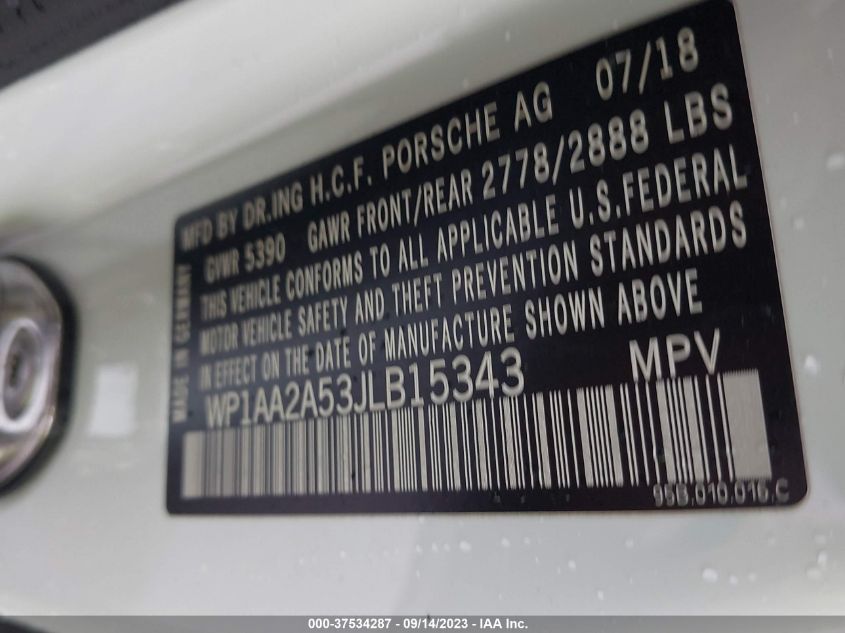 MFD BY DR.ING H.C.F. PORSCHE AG 07/18
GVWR 5390 GAWR FRONT/REAR 2778/2888 LBS
THIS VEHICLE CONFORMS TO ALL APPLICABLE U.S.FEDERAL
MOTOR VEHICLE SAFETY AND THEFT PREVENTION STANDARDS
IN EFFECT ON THE DATE OF MANUFACTURE SHOWN ABOVE
WP1AA2A53JLB15343 MPV
MADE IN GERMANY
95B.010.016.C
000-37534287 - 09/14/2023 - IAA Inc.